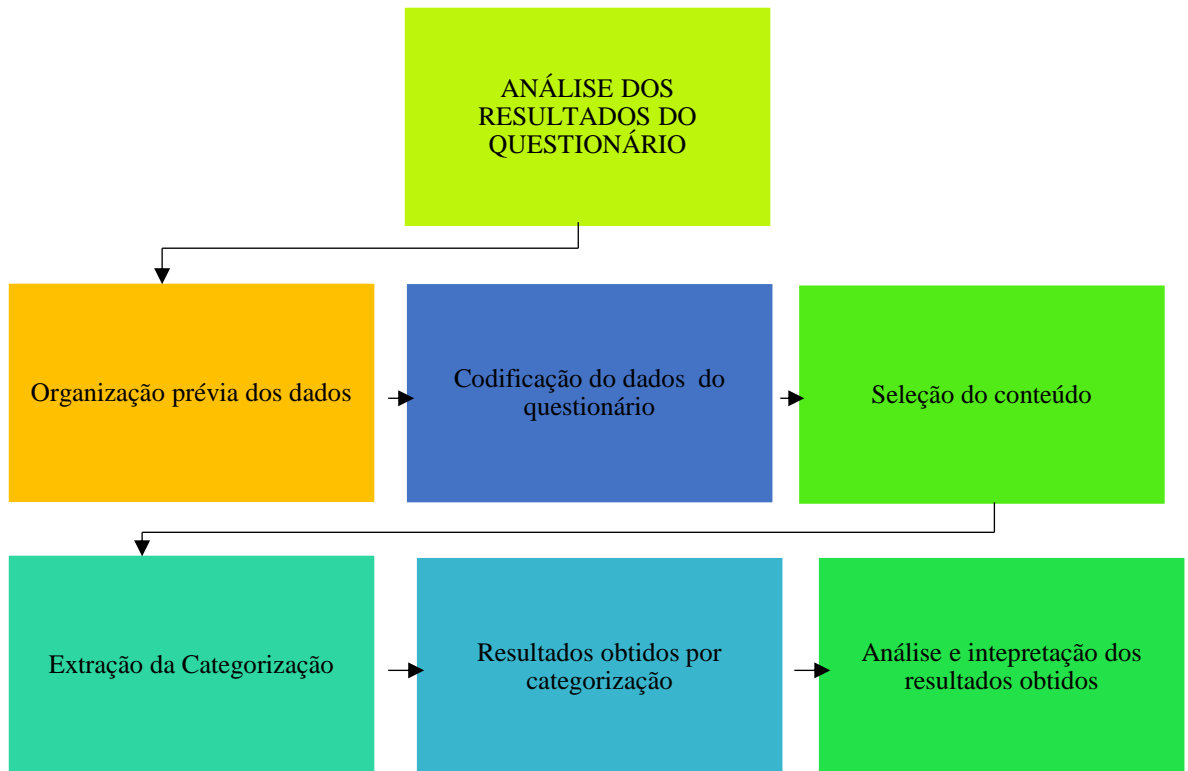 ANÁLISE DOS
RESULTADOS DO
QUESTIONÁRIO
Organização prévia dos dados
Codificação do dados do
questionário
Seleção do conteúdo
Extração da Categorização
Resultados obtidos por
categorização
Análise e intepretação dos
resultados obtidos